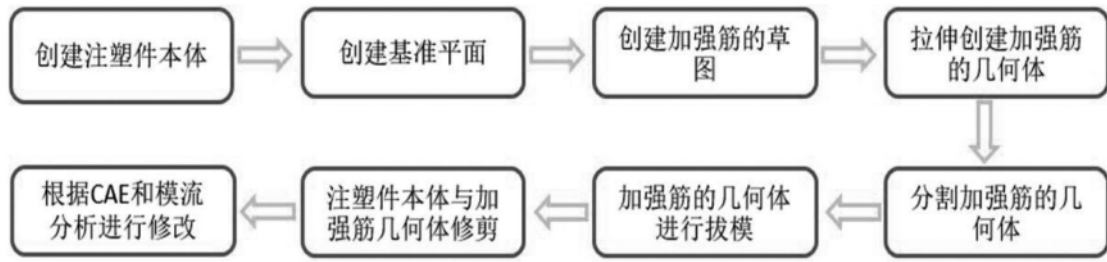 创建注塑件本体
创建基准平面
创建加强筋的草
图
拉伸创建加强筋
的几何体
分割加强筋的几
何体
加强筋的几何体
进行拔模
注塑件本体与加
强筋几何体修剪
根据CAE和模流
分析进行修改